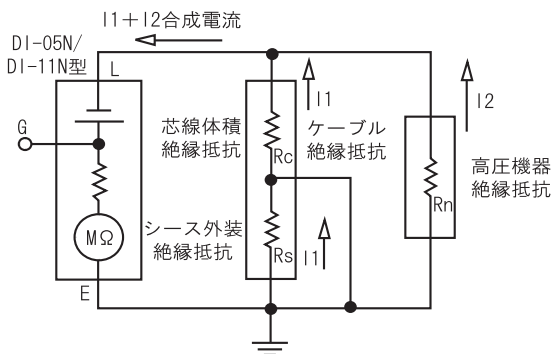 I1＋I2合成電流
DI-05N/
DI-11N型
L
G
MΩ
E
芯線体積
絶縁抵抗
Rc
シース外装
絶縁抵抗
Rs
I1
ケーブル
絶縁抵抗
I1
I2
高圧機器
絶縁抵抗
Rn